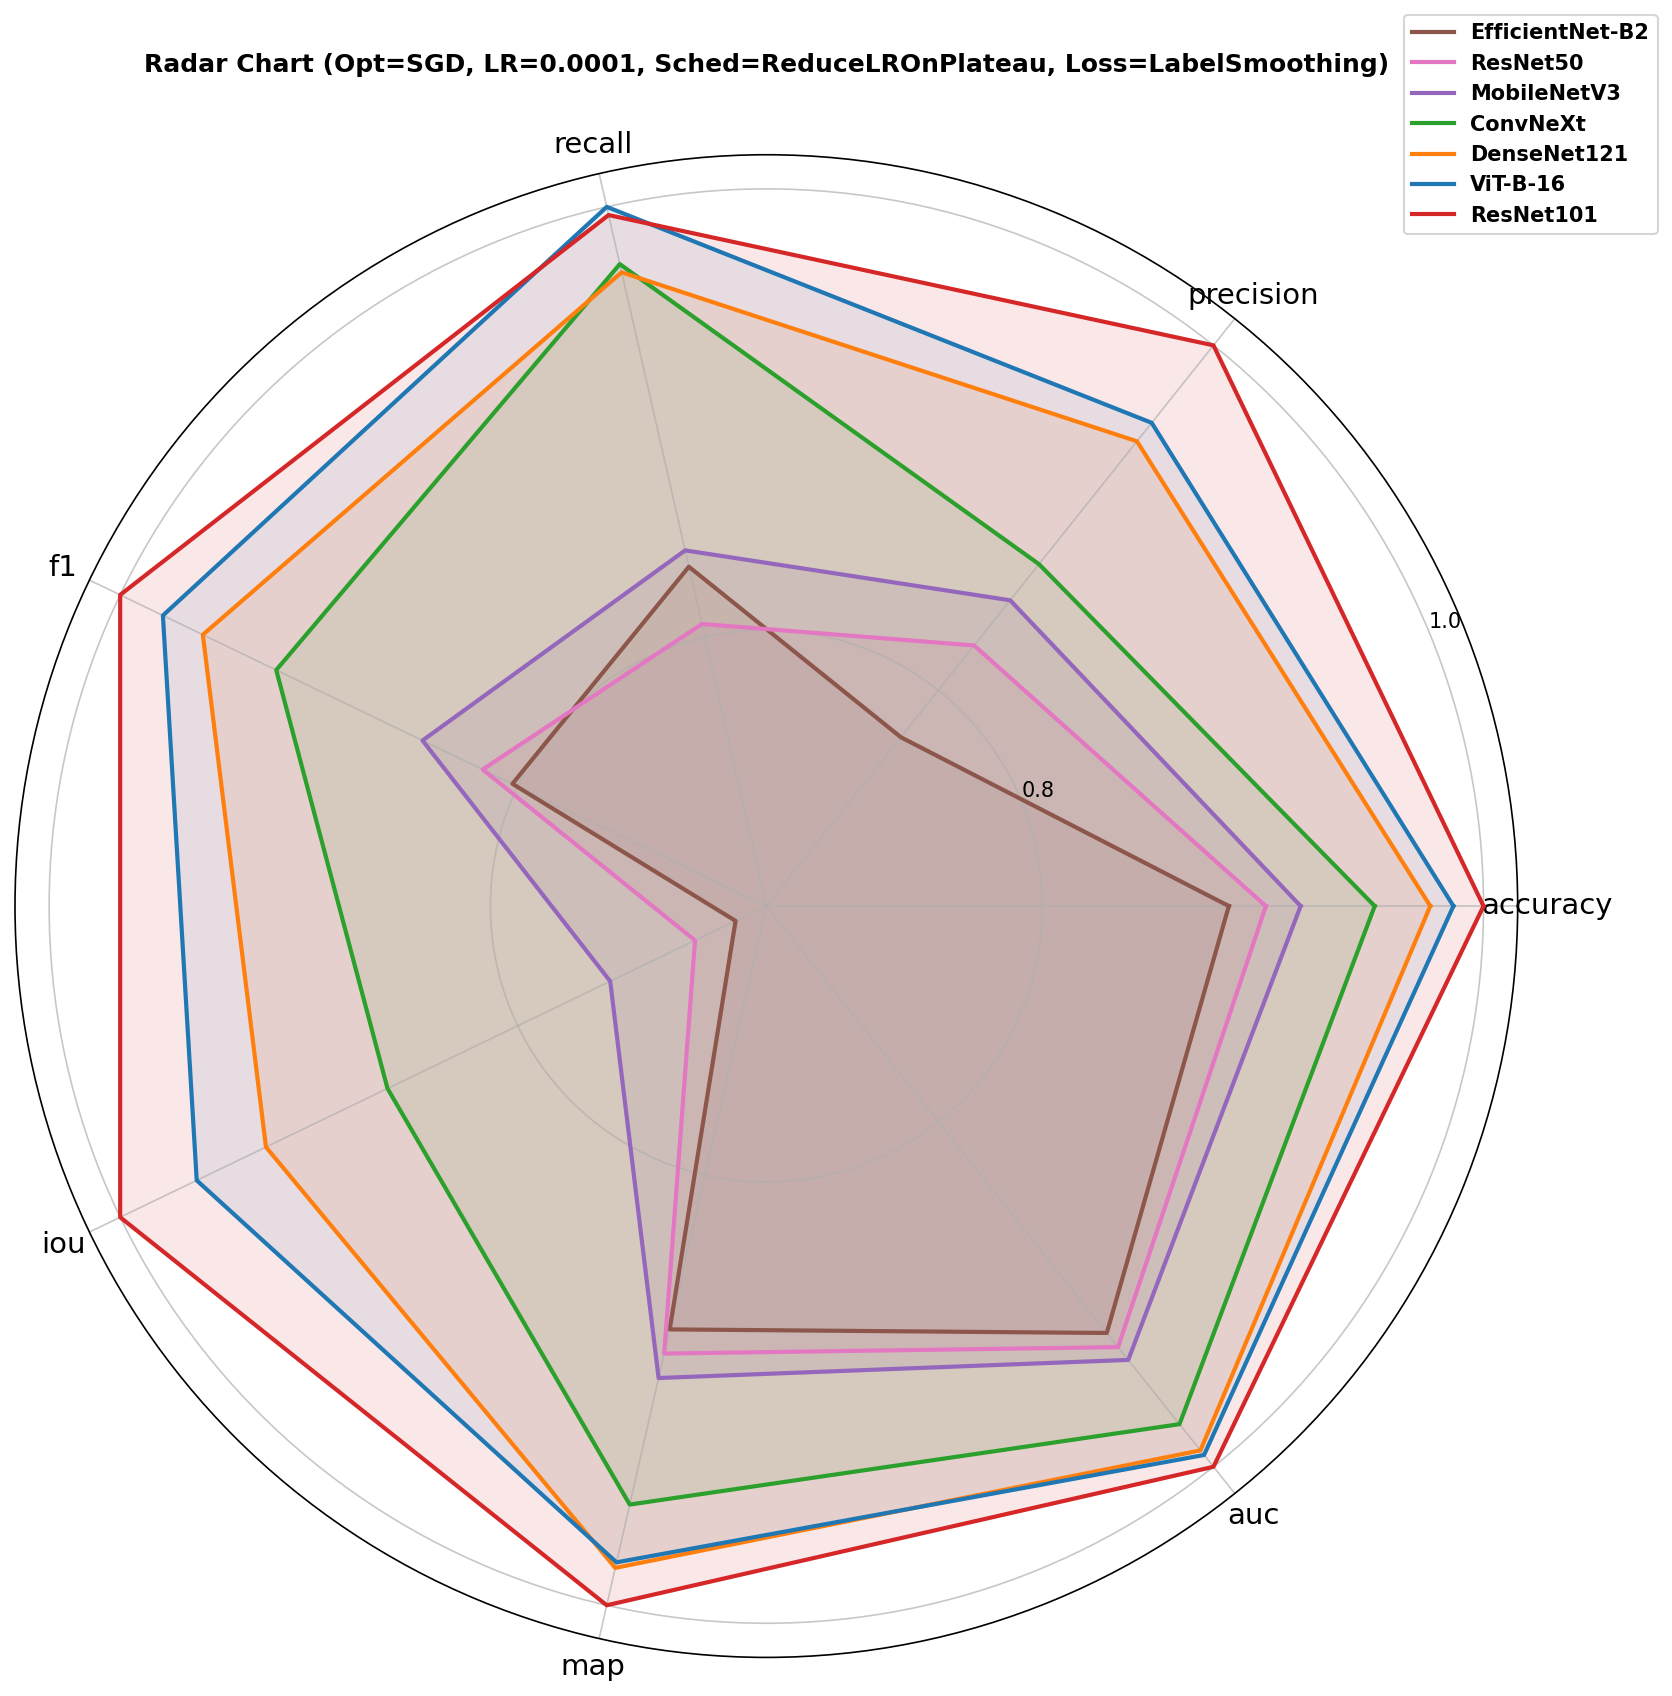 Radar Chart (Opt=SGD, LR=0.0001, Sched=ReduceLROnPlateau, Loss=LabelSmoothing)
EfficientNet-B2
ResNet50
MobileNetV3
ConvNeXt
DenseNet121
ViT-B-16
ResNet101
recall
precision
f1
1.0
0.8
accuracy
iou
auc
map